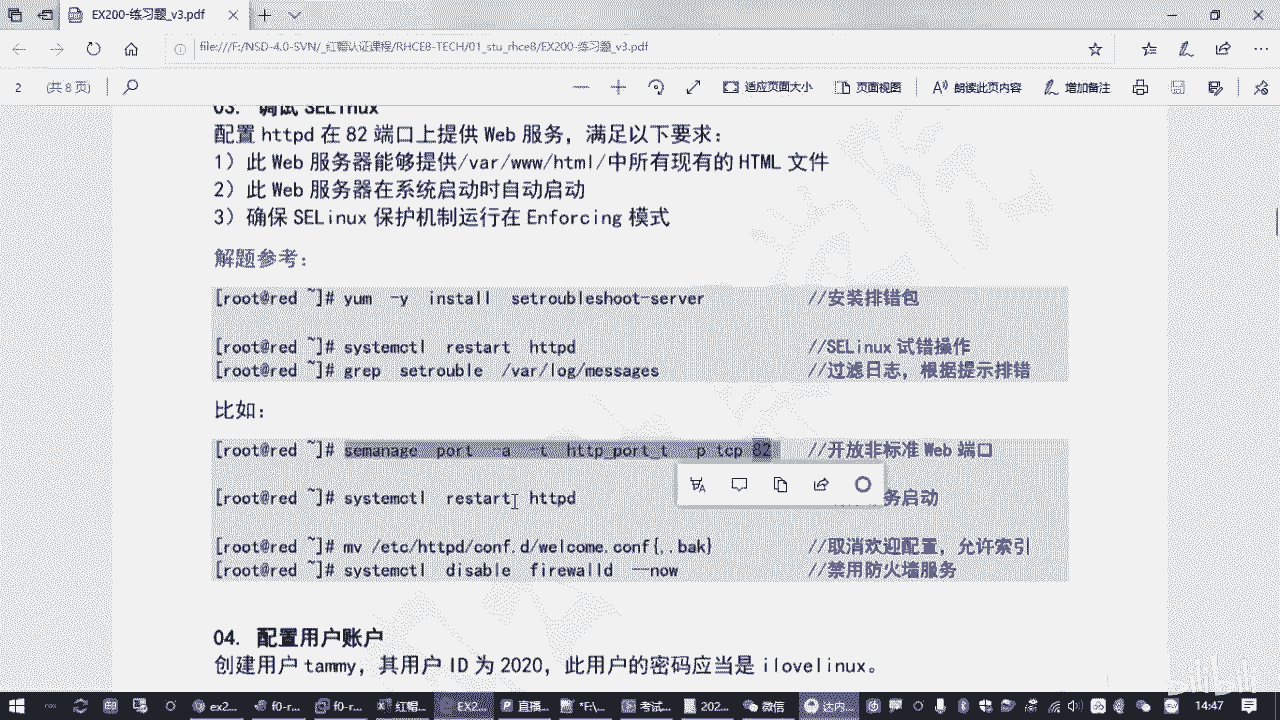 EX200-练习题_v3.pdf
file:///F:/NSD-4.0-SVN/_红帽认证课程/RHCE8-TECH/01_stu_rhce8/EX200-练习题_v3.pdf
2 (共 8 页) 适应页面大小 页面视图 朗读此页内容 增加备注
03. 调试 SELinux
配置 httpd 在 82 端口上提供 Web 服务，满足以下要求：
1）此 Web 服务器能够提供/var/www/html/中所有现有的 HTML 文件
2）此 Web 服务器在系统启动时自动启动
3）确保 SELinux 保护机制运行在 Enforcing 模式
解题参考：
[root@red ~]# yum -y install setroubleshoot-server //安装排错包
[root@red ~]# systemctl restart httpd //SELinux 试错操作
[root@red ~]# grep setrouble /var/log/messages //过滤日志，根据提示排错
比如：
[root@red ~]# semanage port -a -t http_port_t -p tcp 82 //开放非标准 Web 端口
[root@red ~]# systemctl restart httpd 务启动
[root@red ~]# mv /etc/httpd/conf.d/welcome.conf{,.bak} //取消欢迎配置，允许索引
[root@red ~]# systemctl disable firewalld --now //禁用防火墙服务
04. 配置用户账户
创建用户 tammy，其用户 ID 为 2020，此用户的密码应当是 ilovelinux。
ex2... f0-r... f0-r... 红帽... EX2... 直播... *F:\... 考试... 202... 微信 达内... 14:47